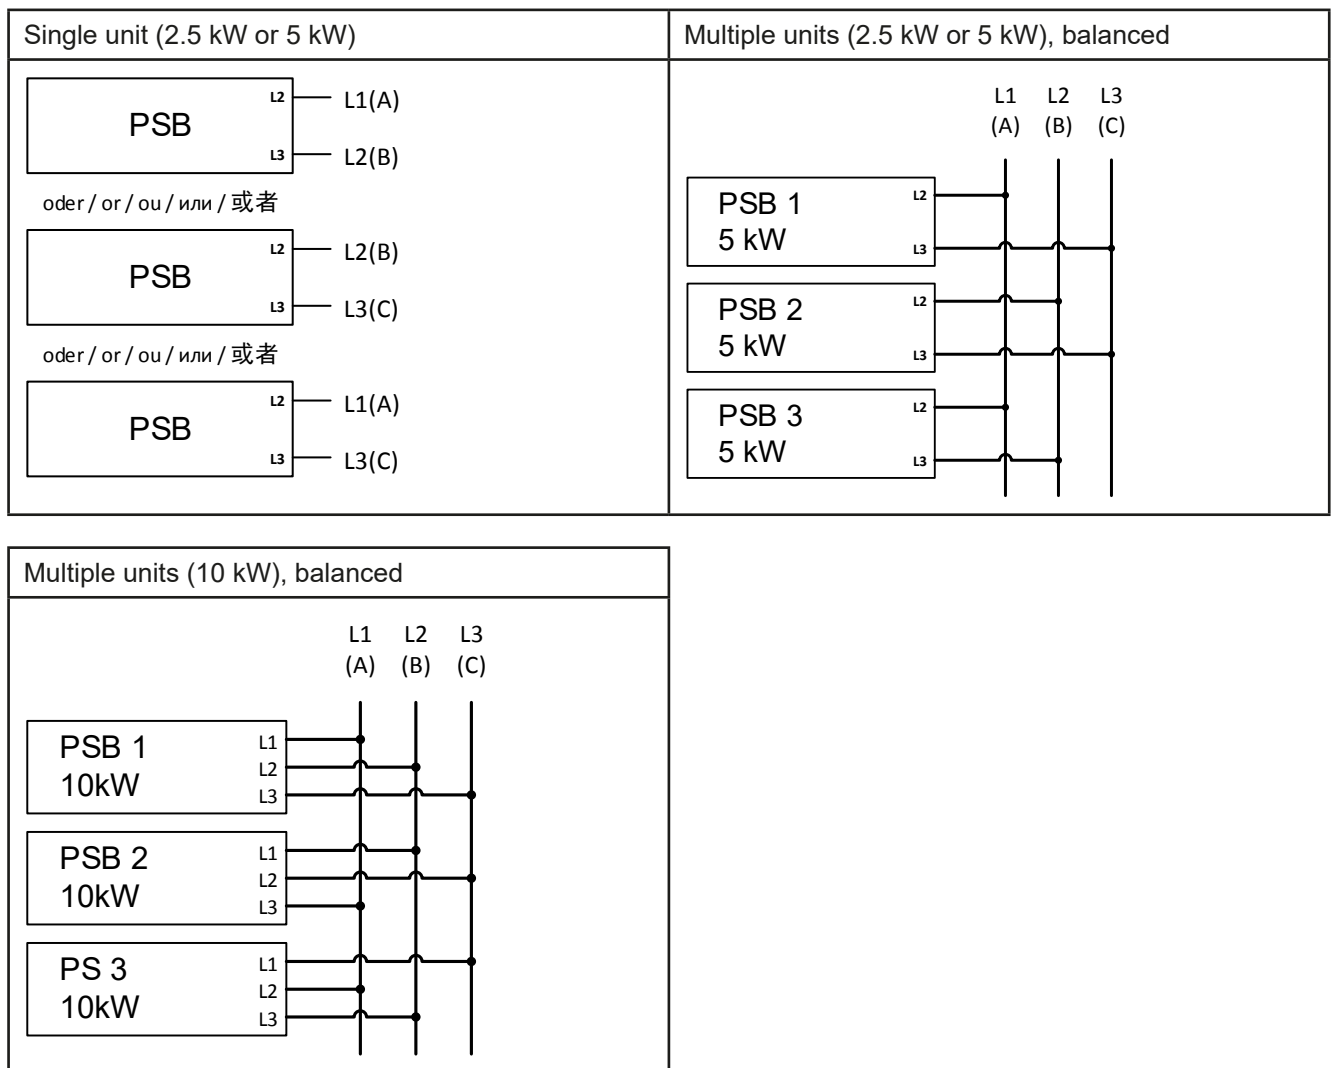 Single unit (2.5 kW or 5 kW)
PSB
L2
L1(A)
L3
L2(B)
oder / or / ou / или / 或者
PSB
L2
L2(B)
L3
L3(C)
oder / or / ou / или / 或者
PSB
L2
L1(A)
L3
L3(C)
Multiple units (2.5 kW or 5 kW), balanced
L1 L2 L3
(A) (B) (C)
PSB 1
5 kW
L2
L3
PSB 2
5 kW
L2
L3
PSB 3
5 kW
L2
L3
Multiple units (10 kW), balanced
L1 L2 L3
(A) (B) (C)
PSB 1
10kW
L1
L2
L3
PSB 2
10kW
L1
L2
L3
PS 3
10kW
L1
L2
L3